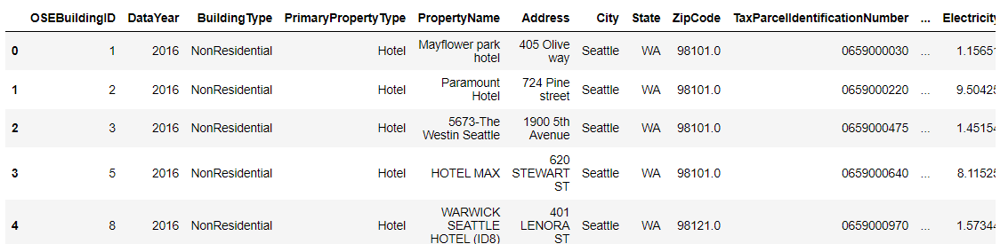 OSEBuildingID DataYear BuildingType PrimaryPropertyType PropertyName Address City State ZipCode TaxParcelIdentificationNumber ... Electricity
0 1 2016 NonResidential Hotel Mayflower park hotel 405 Olive way Seattle WA 98101.0 0659000030 ... 1.1565
1 2 2016 NonResidential Hotel Paramount Hotel 724 Pine street Seattle WA 98101.0 0659000220 ... 9.5042
2 3 2016 NonResidential Hotel 5673-The Westin Seattle 1900 5th Avenue Seattle WA 98101.0 0659000475 ... 1.4515
3 5 2016 NonResidential Hotel HOTEL MAX 620 STEWART ST Seattle WA 98101.0 0659000640 ... 8.1152
4 8 2016 NonResidential Hotel WARWICK SEATTLE HOTEL (ID8) 401 LENORA ST Seattle WA 98121.0 0659000970 ... 1.5734